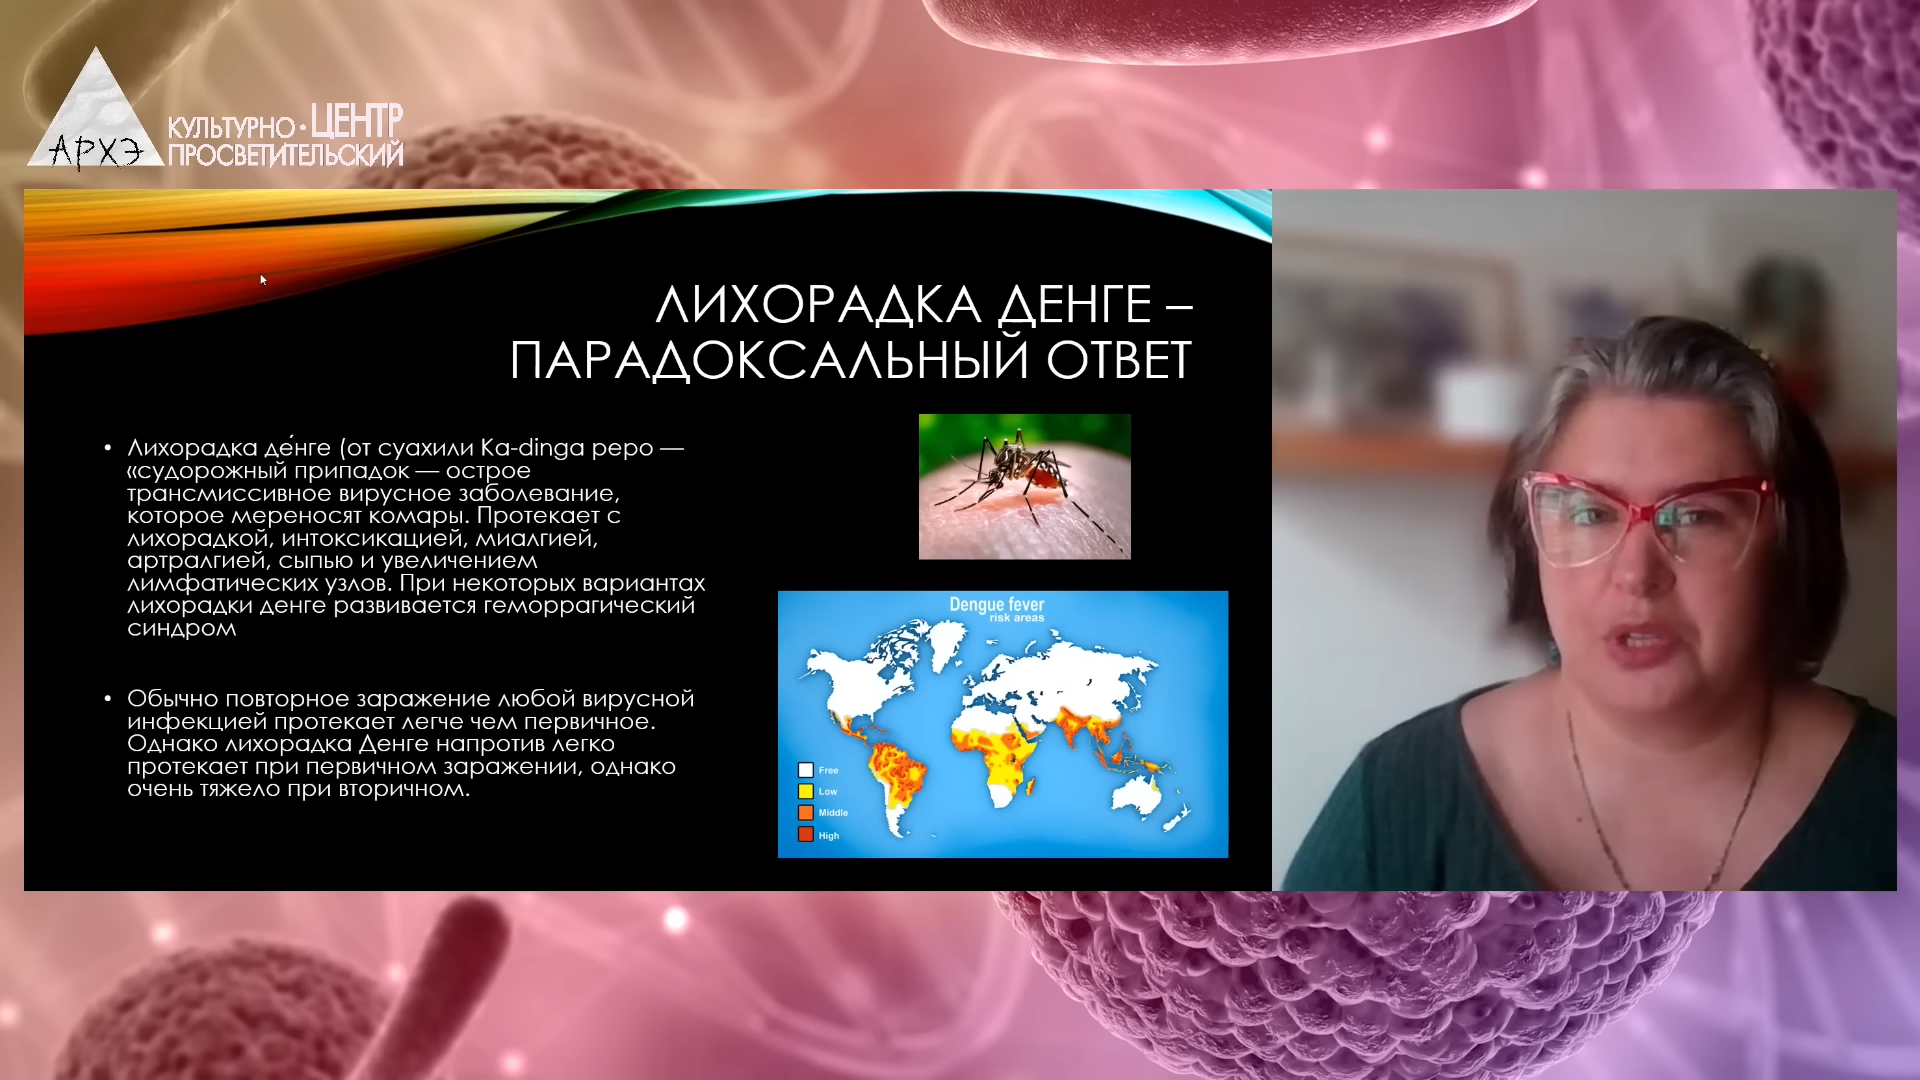 АРХЭ
КУЛЬТУРНО·ЦЕНТР
ПРОСВЕТИТЕЛЬСКИЙ
ЛИХОРАДКА ДЕНГЕ –
ПАРАДОКСАЛЬНЫЙ ОТВЕТ
• Лихорадка де́нге (от суахили Ka-dinga pepo —
«судорожный припадок — острое
трансмиссивное вирусное заболевание,
которое мереносят комары. Протекает с
лихорадкой, интоксикацией, миалгией,
артралгией, сыпью и увеличением
лимфатических узлов. При некоторых вариантах
лихорадки денге развивается геморрагический
синдром
• Обычно повторное заражение любой вирусной
инфекцией протекает легче чем первичное.
Однако лихорадка Денге напротив легко
протекает при первичном заражении, однако
очень тяжело при вторичном.
Dengue fever
risk areas
Free
Low
Middle
High